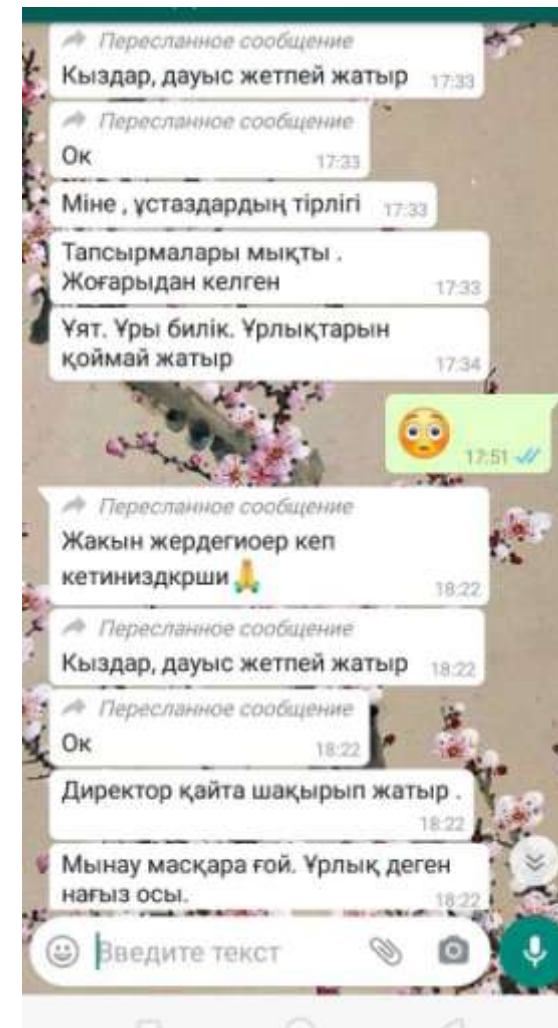 Пересланное сообщение
Кыздар, дауыс жетпей жатыр 17:33
Пересланное сообщение
Ок 17:33
Міне , ұстаздардың тірлігі 17:33
Тапсырмалары мықты .
Жоғарыдан келген 17:33
Ұят. Ұры билік. Ұрлықтарын
қоймай жатыр 17:34
17:51
Пересланное сообщение
Жакын жердегиоер кеп
кетиниздкрши 18:22
Пересланное сообщение
Кыздар, дауыс жетпей жатыр 18:22
Пересланное сообщение
Ок 18:22
Директор қайта шақырып жатыр .
18:22
Мынау масқара ғой. Ұрлық деген
нағыз осы. 18:22
Введите текст